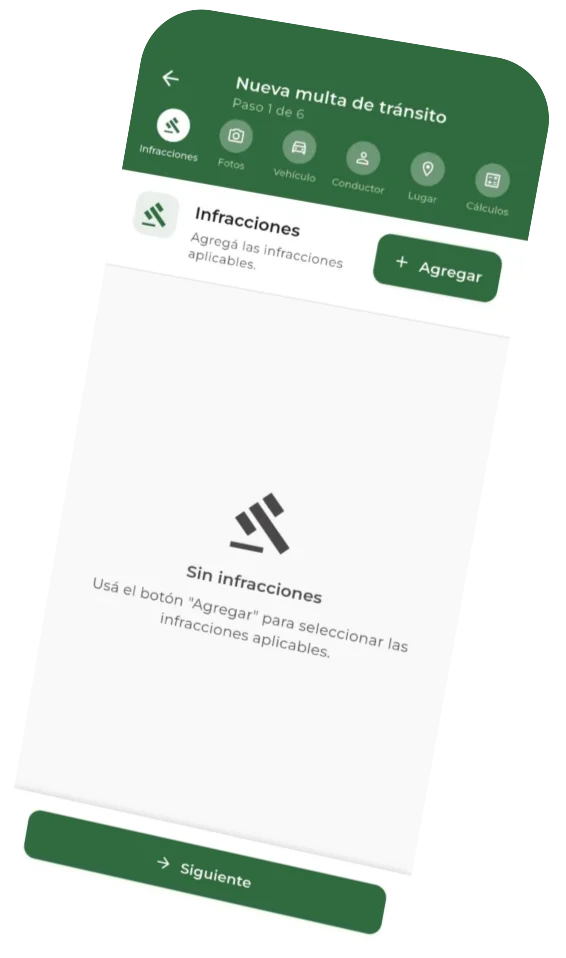 Nueva multa de tránsito
Paso 1 de 6
Infracciones
Fotos
Vehículo
Conductor
Lugar
Cálculos
Infracciones
Agregá las infracciones
aplicables.
+ Agregar
Sin infracciones
Usá el botón "Agregar" para seleccionar las
infracciones aplicables.
→ Siguiente